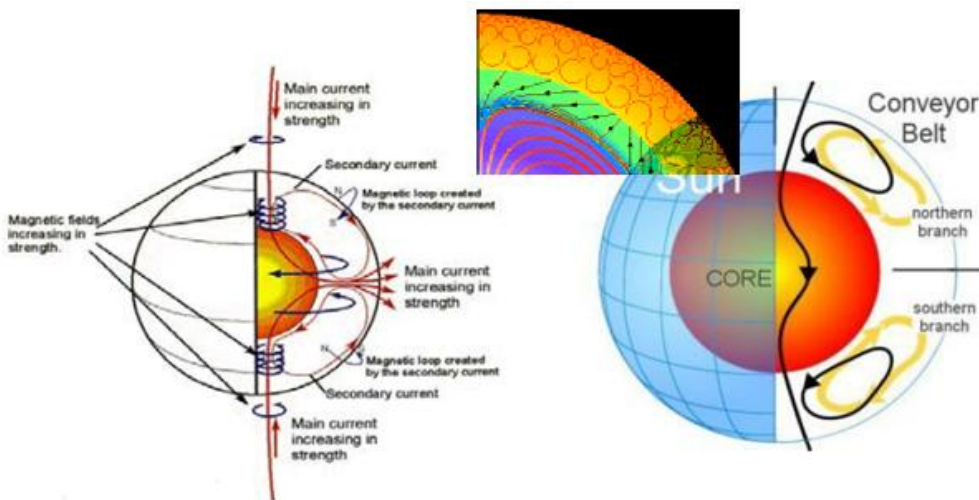 Main current
increasing in
strength
Secondary current
N
S
Magnetic loop created
by the secondary current
Magnetic fields
increasing in
strength.
Main current
increasing in
strength
N
Magnetic loop created
by the secondary current
Secondary current
Main current
increasing in
strength
Sun
Conveyor
Belt
northern
branch
CORE
southern
branch